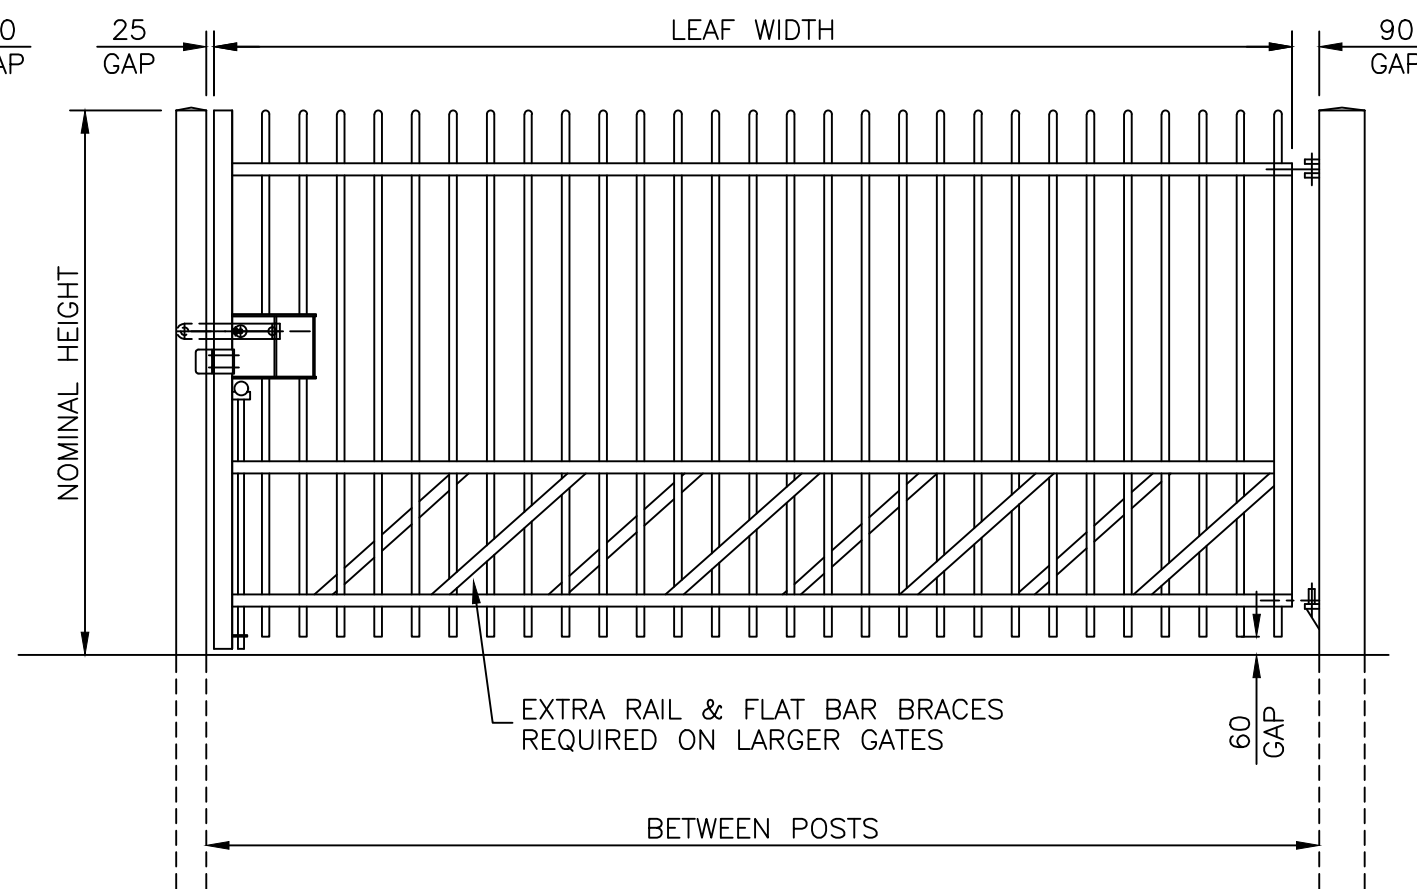 25
GAP
LEAF WIDTH
90
GAP
NOMINAL HEIGHT
EXTRA RAIL & FLAT BAR BRACES
REQUIRED ON LARGER GATES
60
GAP
BETWEEN POSTS